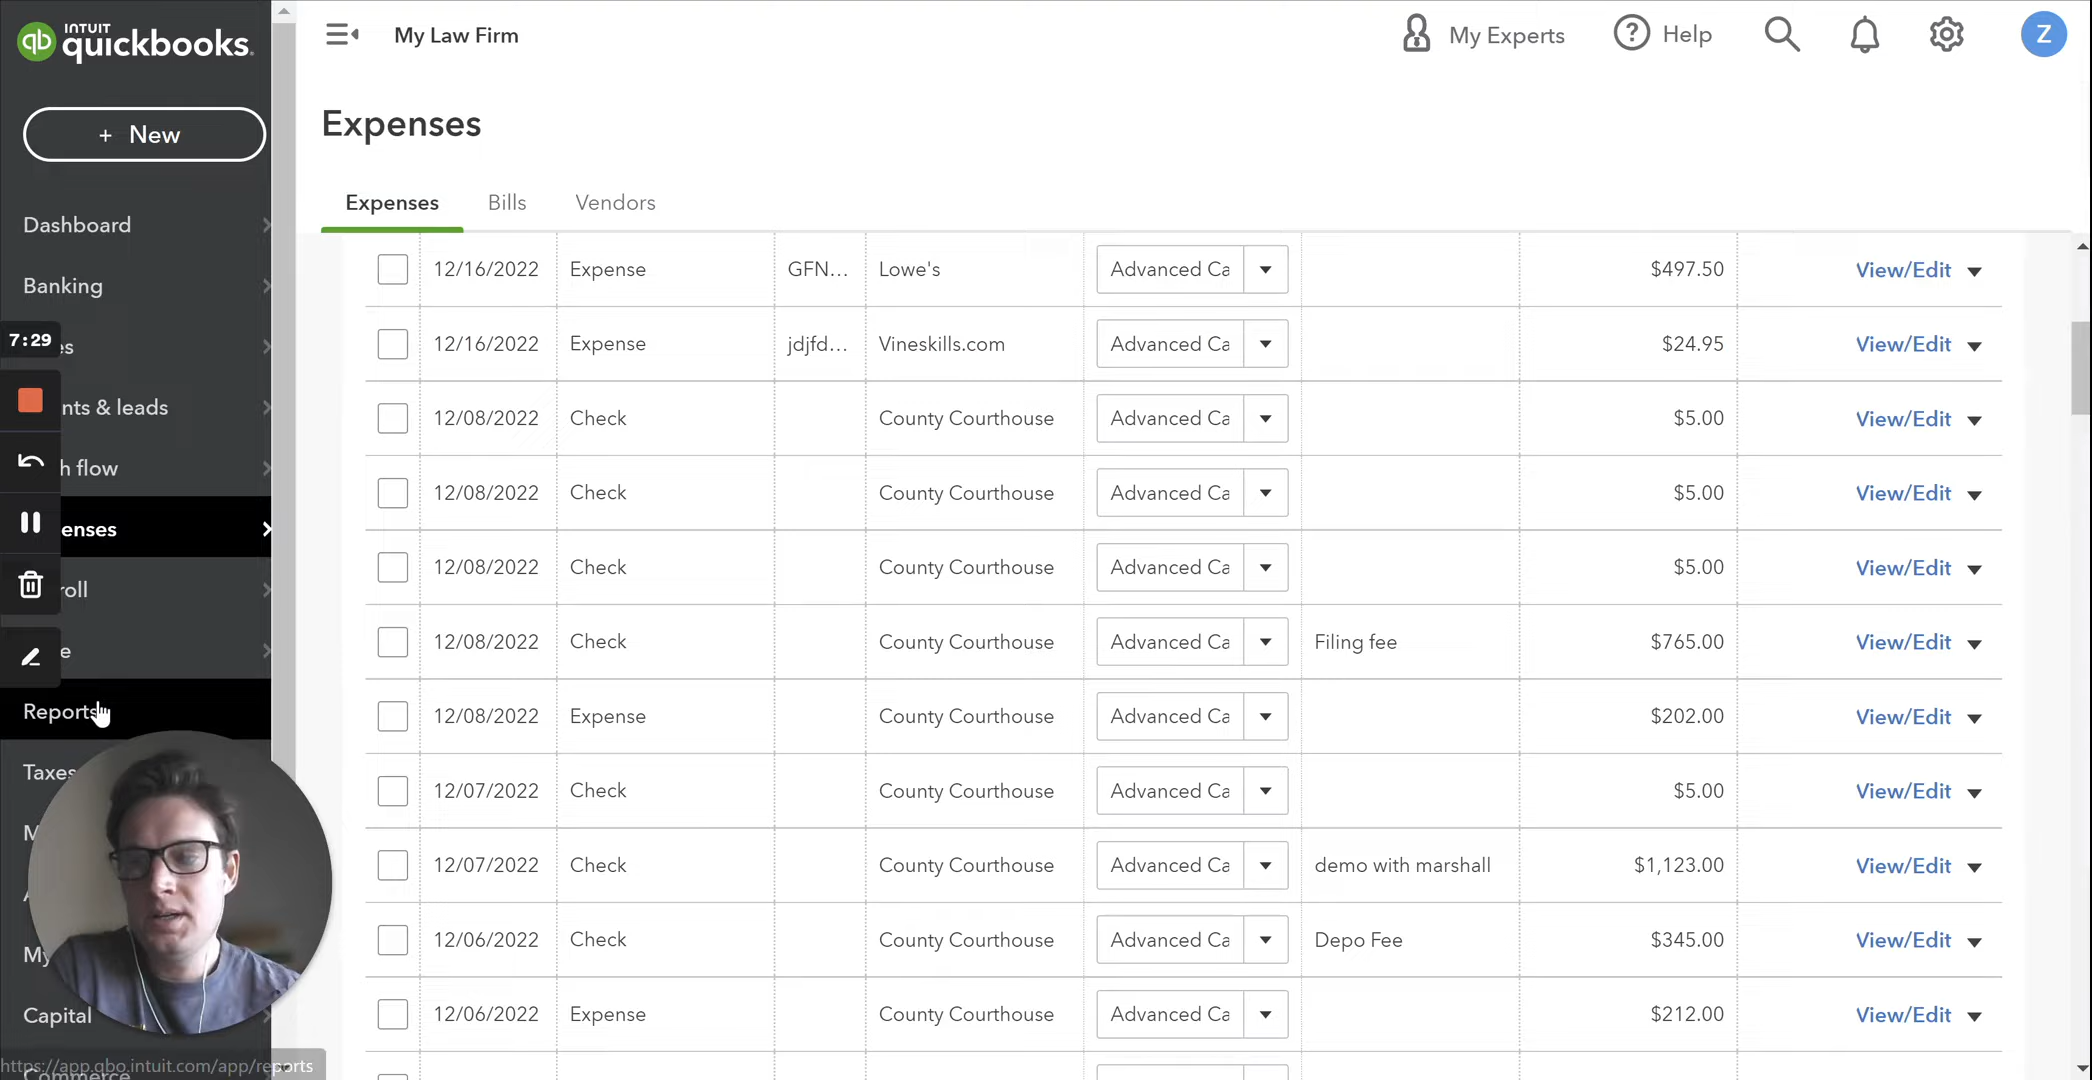 INTUIT
quickbooks.
qb
My Law Firm
My Experts
? Help
Z
+ New
Expenses
Expenses Bills Vendors
Dashboard
Banking
7:29
es
nts & leads
h flow
enses
roll
e
Reports
Taxes
M
My
Capital
Commerce
https://app.qbo.intuit.com/app/reports
12/16/2022 Expense GFN... Lowe's Advanced Ca $497.50 View/Edit
12/16/2022 Expense jdjfd... Vineskills.com Advanced Ca $24.95 View/Edit
12/08/2022 Check County Courthouse Advanced Ca $5.00 View/Edit
12/08/2022 Check County Courthouse Advanced Ca $5.00 View/Edit
12/08/2022 Check County Courthouse Advanced Ca $5.00 View/Edit
12/08/2022 Check County Courthouse Advanced Ca Filing fee $765.00 View/Edit
12/08/2022 Expense County Courthouse Advanced Ca $202.00 View/Edit
12/07/2022 Check County Courthouse Advanced Ca $5.00 View/Edit
12/07/2022 Check County Courthouse Advanced Ca demo with marshall $1,123.00 View/Edit
12/06/2022 Check County Courthouse Advanced Ca Depo Fee $345.00 View/Edit
12/06/2022 Expense County Courthouse Advanced Ca $212.00 View/Edit